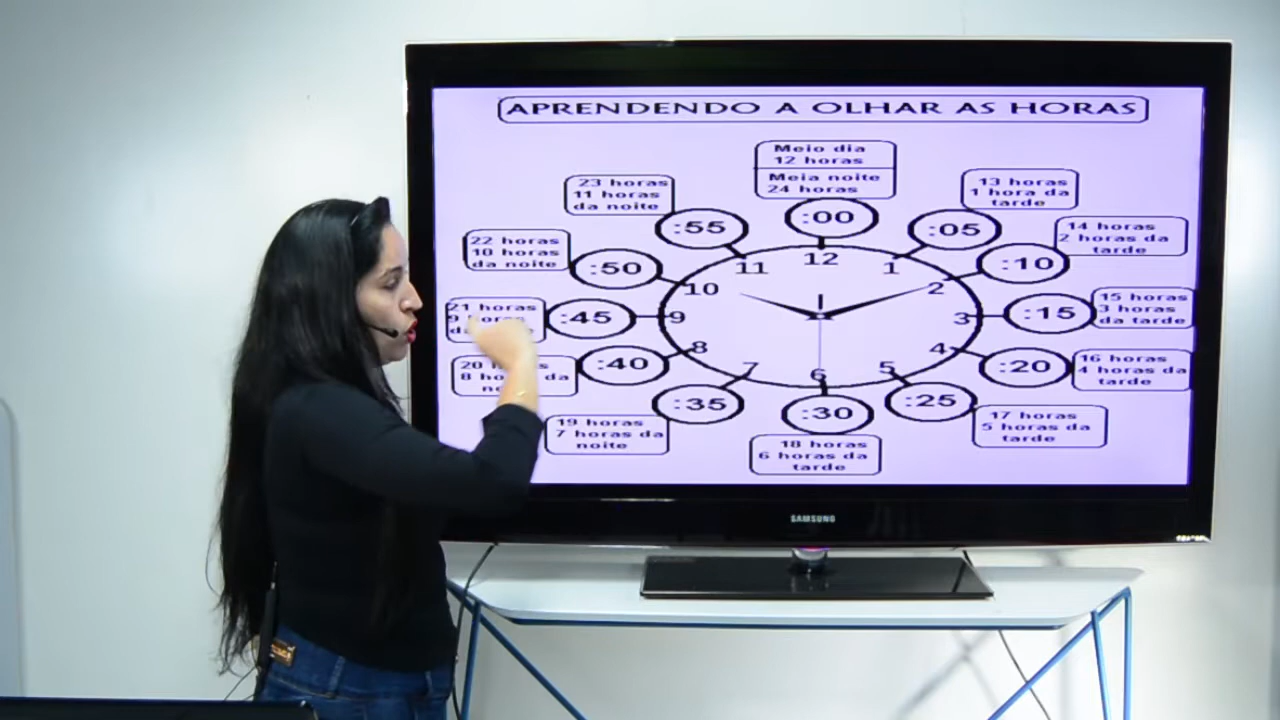 APRENDENDO A OLHAR AS HORAS
Meio dia
12 horas
Meia noite
24 horas
:00
23 horas
11 horas
da noite
:55
13 horas
1 hora da
tarde
:05
22 horas
10 horas
da noite
:50
14 horas
2 horas da
tarde
:10
21 horas
9 horas
:45
15 horas
3 horas
da tarde
:15
20
8
:40
16 horas
4 horas da
tarde
:20
19 horas
7 horas da
noite
:35
17 horas
5 horas da
tarde
:25
:30
18 horas
6 horas da
tarde
12
11
1
10
2
9
3
8
4
7
5
6
SAMSUNG